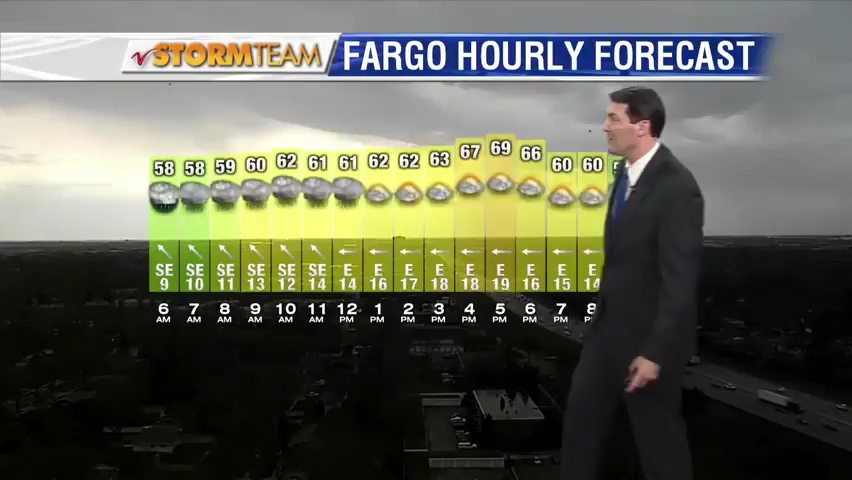 STORMTEAM
FARGO HOURLY FORECAST
58 58 59 60 62 61 61 62 62 63 67 69 66 60 60
SE SE SE SE SE SE E E E E E E E E E
9 10 11 13 12 14 14 16 17 18 18 19 16 15 14
6 7 8 9 10 11 12 1 2 3 4 5 6 7 8
AM AM AM AM AM AM PM PM PM PM PM PM PM PM